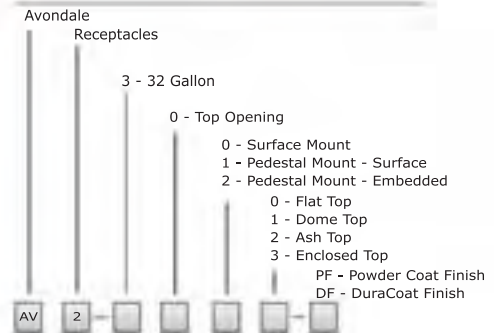 Avondale
Receptacles
3 - 32 Gallon
0 - Top Opening
0 - Surface Mount
1 - Pedestal Mount - Surface
2 - Pedestal Mount - Embedded
0 - Flat Top
1 - Dome Top
2 - Ash Top
3 - Enclosed Top
PF - Powder Coat Finish
DF - DuraCoat Finish
AV 2 - -